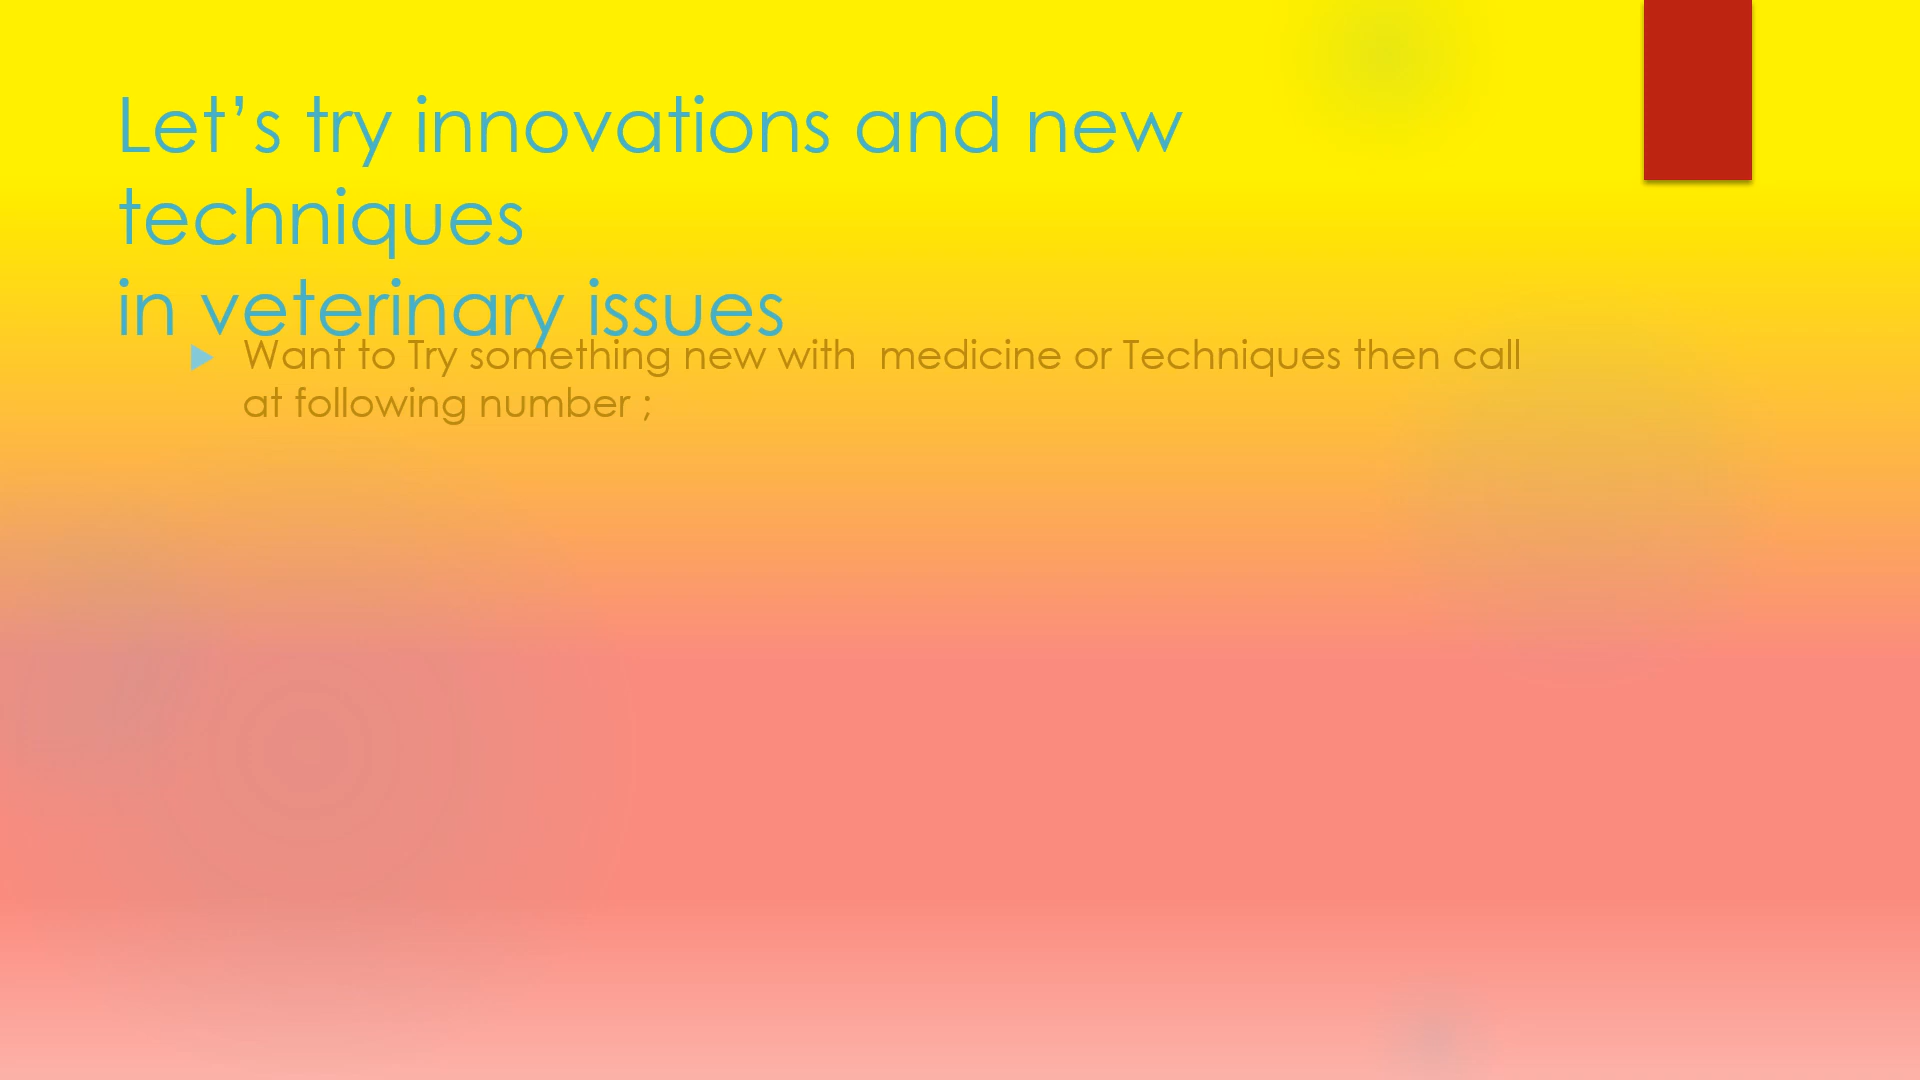 Let’s try innovations and new
techniques
in veterinary issues
Want to Try something new with  medicine or Techniques then call
at following number ;